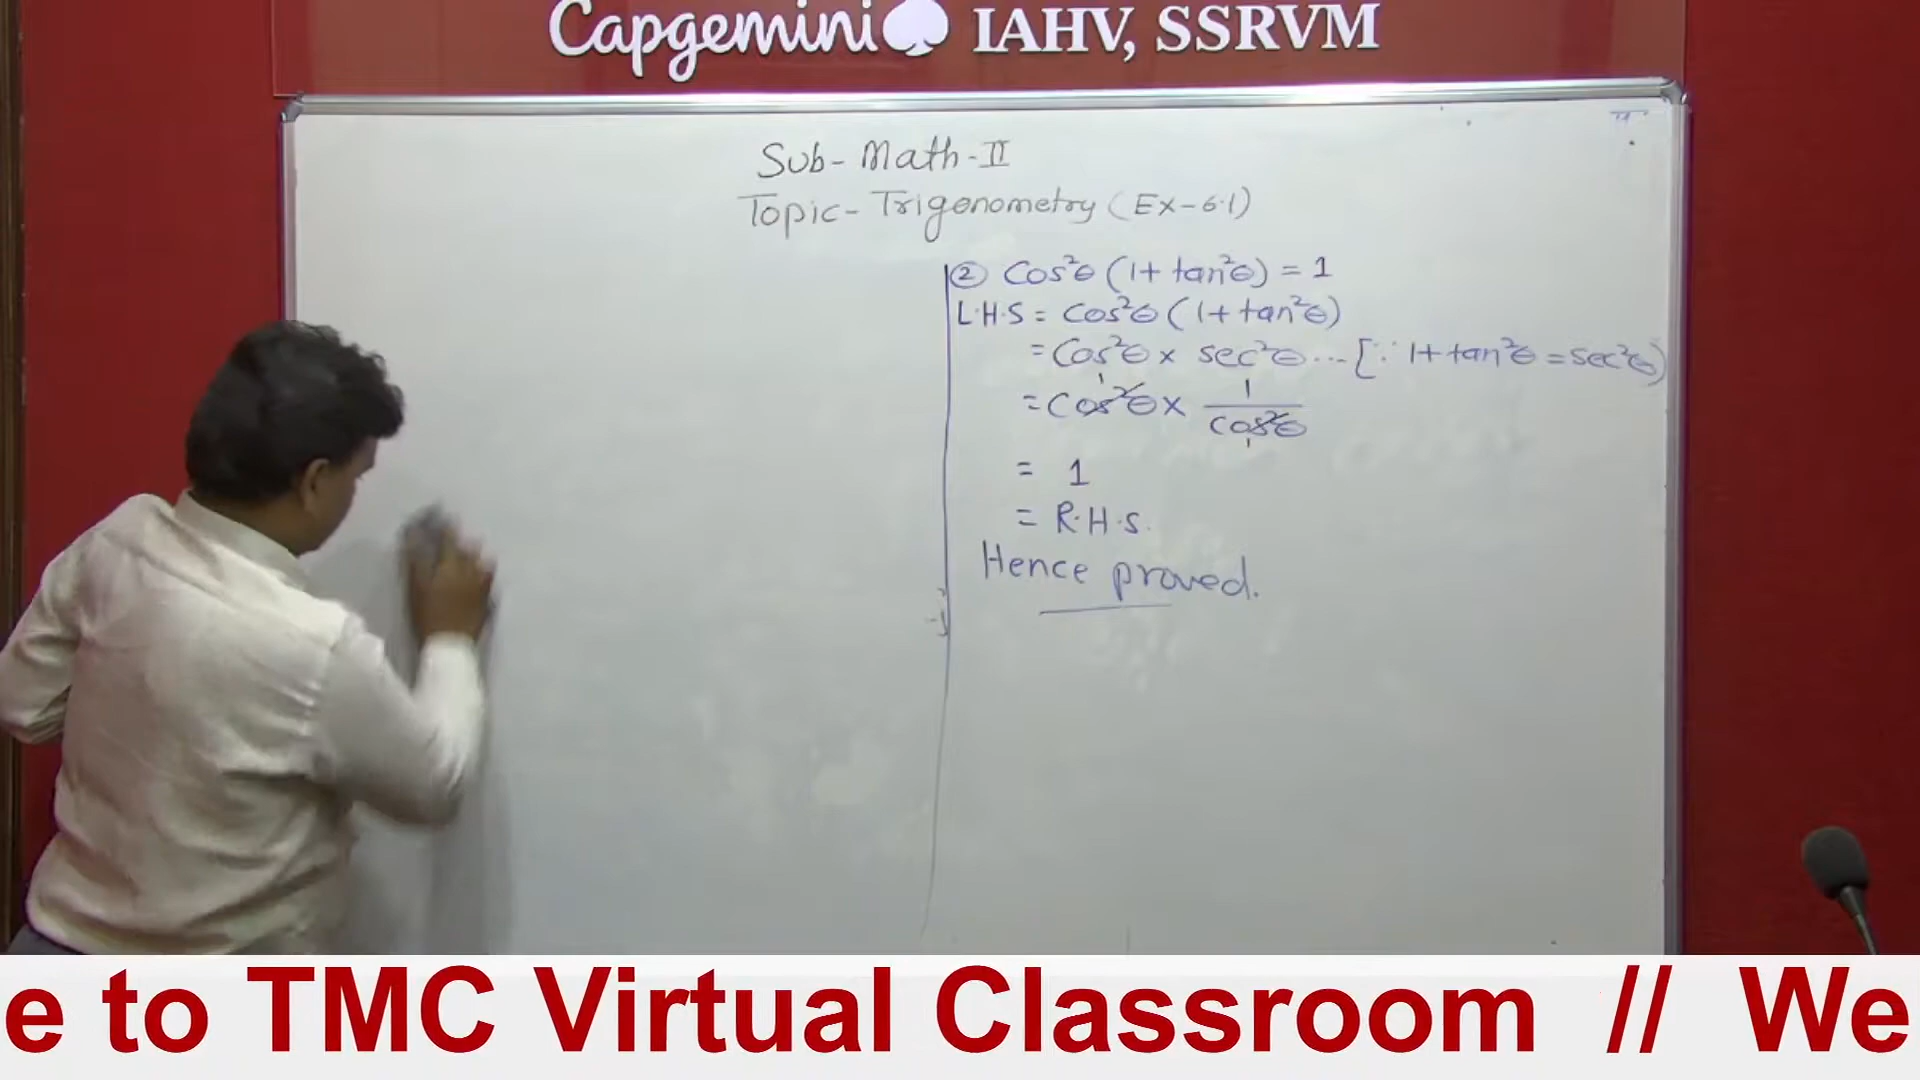 Capgemini IAHV, SSRVM
Sub- Math-II
Topic- Trigonometry (Ex-6.1)
② Cos²θ (1+ tan²θ) = 1
L.H.S = Cos²θ (1+ tan²θ)
= Cos²θ × sec²θ ... [∵ 1+ tan²θ = sec²θ]
= Cos²θ × 1/cos²θ
= 1
= R.H.S.
Hence proved.
e to TMC Virtual Classroom // We